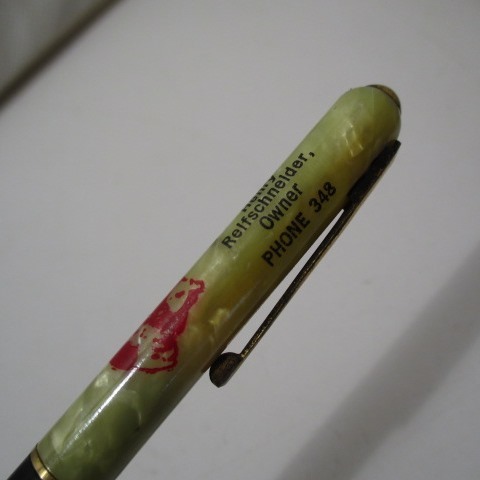 Reifschneider,
Owner
PHONE 348